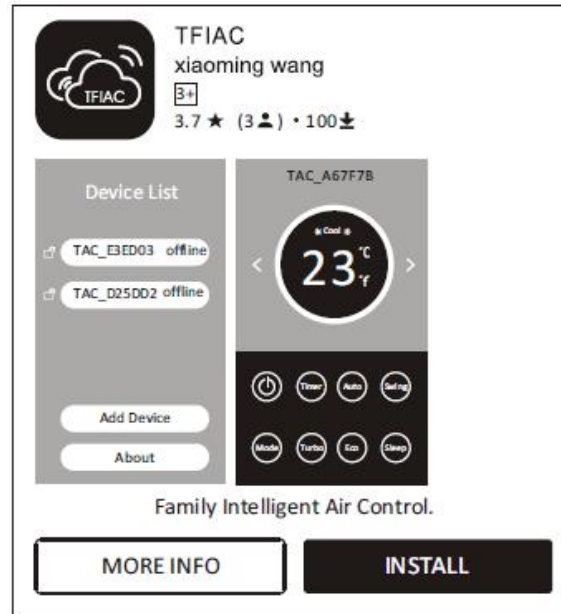 TFIAC
TFIAC
xiaoming wang
3+
3.7 ★ (3) • 100
Device List
TAC_E3ED03 offline
TAC_D25DD2 offline
Add Device
About
TAC_A67F7B
Cool
23 °C
°f
Timer Auto Swing
Mode Turbo Eco Sleep
Family Intelligent Air Control.
MORE INFO
INSTALL